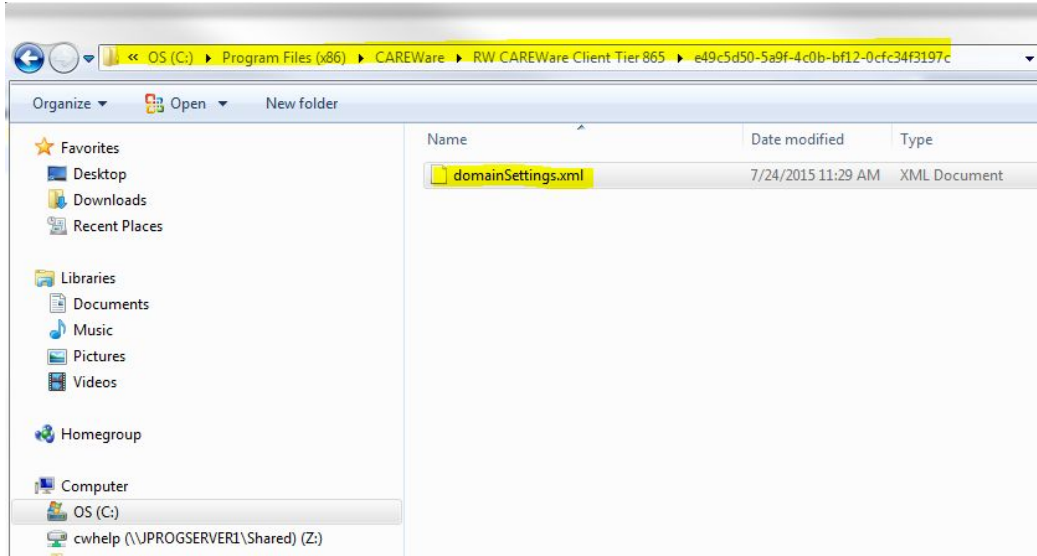 « OS (C:) ▸ Program Files (x86) ▸ CAREWare ▸ RW CAREWare Client Tier 865 ▸ e49c5d50-5a9f-4c0b-bf12-0cfc34f3197c
Organize Open New folder
Name Date modified Type
Favorites
domainSettings.xml 7/24/2015 11:29 AM XML Document
Desktop
Downloads
Recent Places
Libraries
Documents
Music
Pictures
Videos
Homegroup
Computer
OS (C:)
cwhelp (\\JPROGSERVER1\Shared) (Z:)